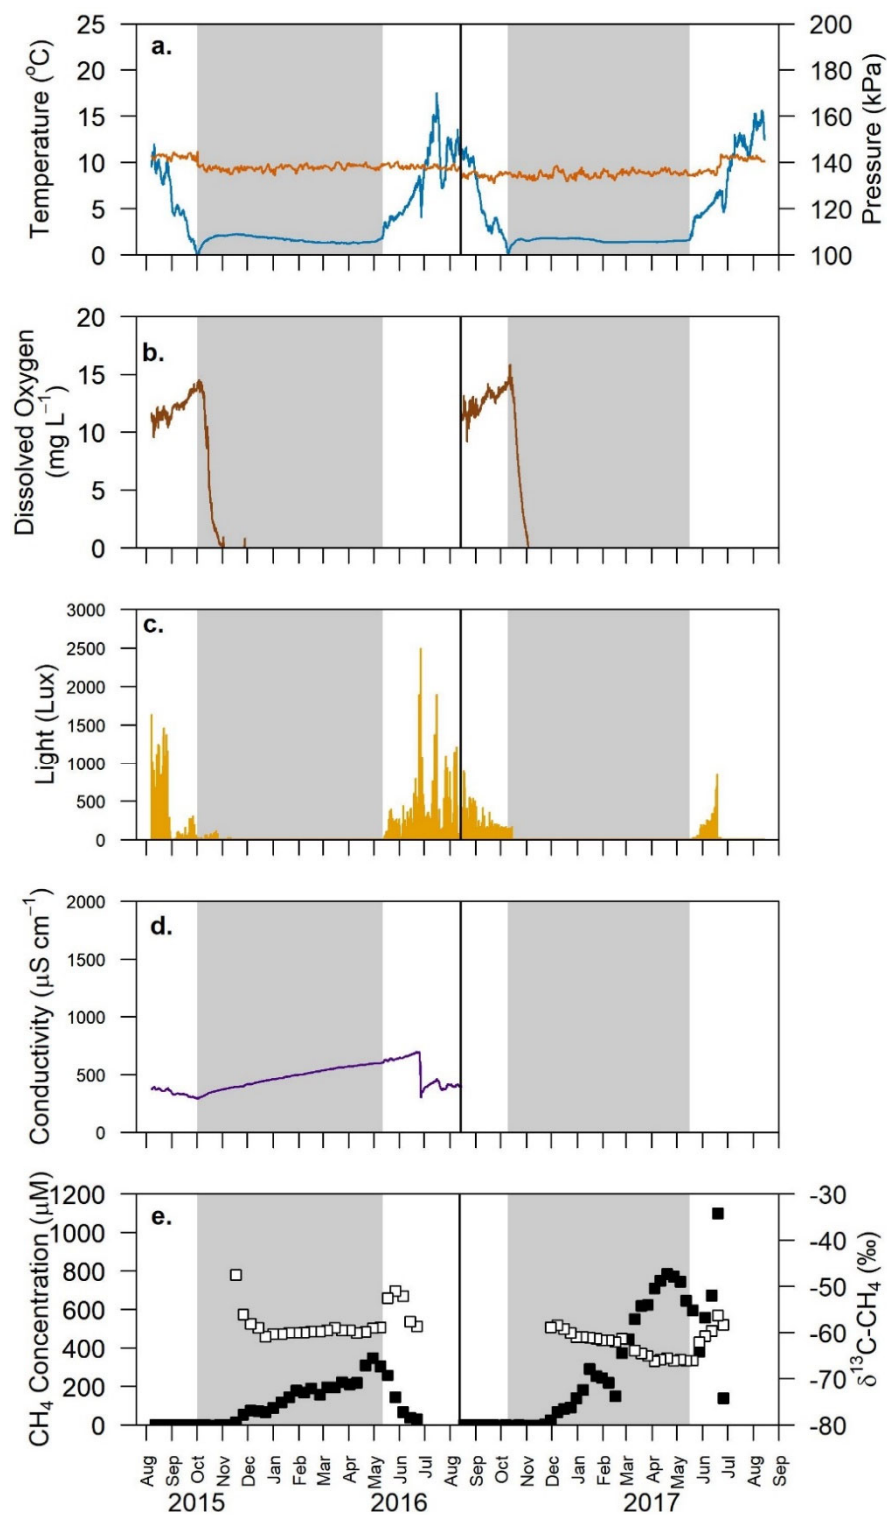 a.
Temperature (°C)
25
20
15
10
5
0
Pressure (kPa)
200
180
160
140
120
100
b.
Dissolved Oxygen
(mg L⁻¹)
20
15
10
5
0
c.
Light (Lux)
3000
2500
2000
1500
1000
500
0
d.
Conductivity (µS cm⁻¹)
2000
1500
1000
500
0
e.
CH₄ Concentration (µM)
1200
1000
800
600
400
200
0
δ¹³C-CH₄ (‰)
-30
-40
-50
-60
-70
-80
Aug Sep Oct Nov Dec Jan Feb Mar Apr May Jun Jul Aug Sep Oct Nov Dec Jan Feb Mar Apr May Jun Jul Aug Sep
2015 2016 2017